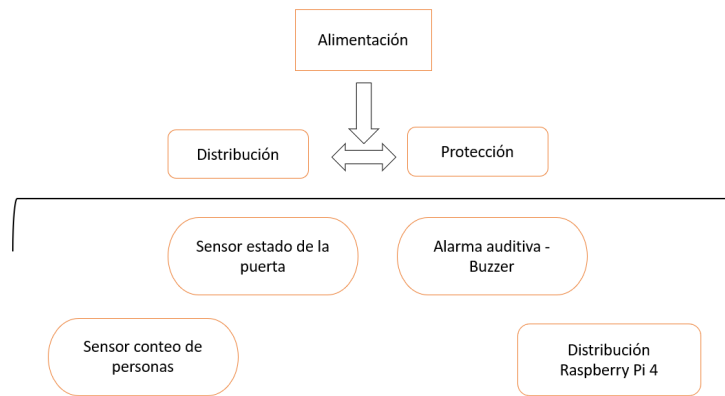 Alimentación
Distribución
Protección
Sensor estado de la
puerta
Alarma auditiva -
Buzzer
Sensor conteo de
personas
Distribución
Raspberry Pi 4